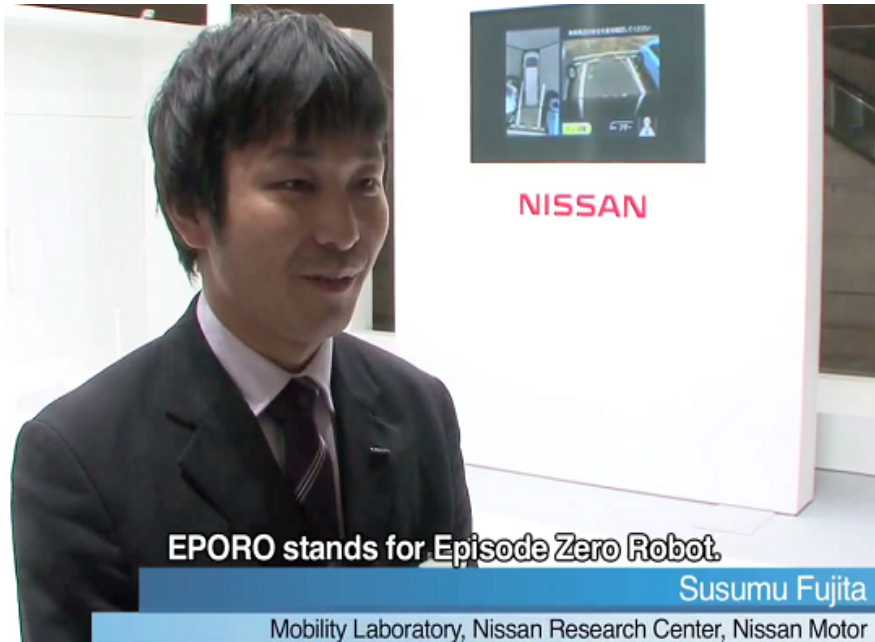 NISSAN
EPORO stands for Episode Zero Robot.
Susumu Fujita
Mobility Laboratory, Nissan Research Center, Nissan Motor